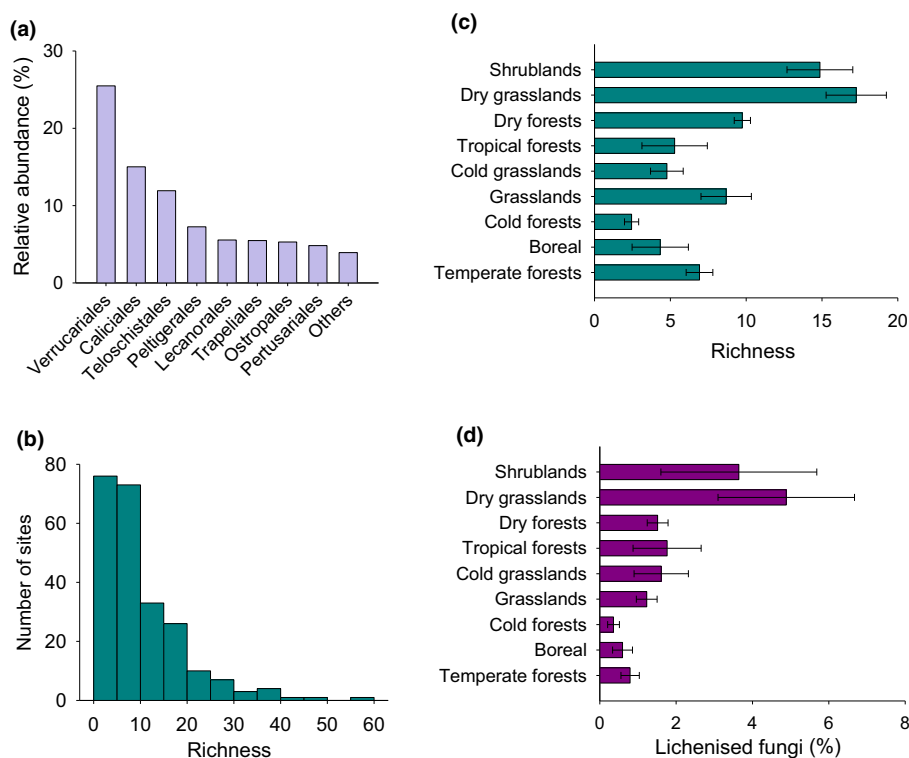 (a)
Relative abundance (%)
30
20
10
0
Verrucariales
Caliciales
Teloschistales
Peltigerales
Lecanorales
Trapeliales
Ostropales
Pertusariales
Others
(b)
Number of sites
80
60
40
20
0
0 10 20 30 40 50 60
Richness
(c)
Shrublands
Dry grasslands
Dry forests
Tropical forests
Cold grasslands
Grasslands
Cold forests
Boreal
Temperate forests
0 5 10 15 20
Richness
(d)
Shrublands
Dry grasslands
Dry forests
Tropical forests
Cold grasslands
Grasslands
Cold forests
Boreal
Temperate forests
0 2 4 6 8
Lichenised fungi (%)